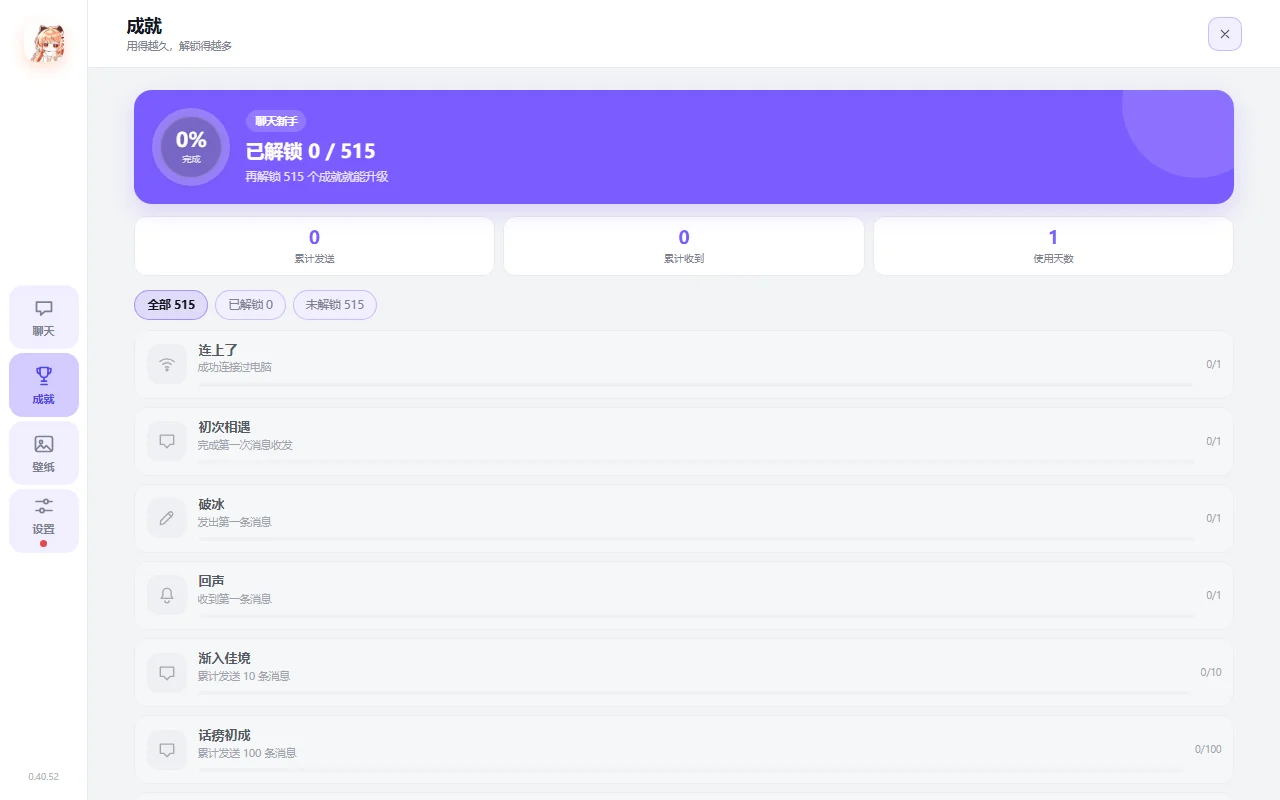 成就
用得越久，解锁得越多
0%
完成
聊天新手
已解锁 0 / 515
再解锁 515 个成就就能升级
0
累计发送
0
累计收到
1
使用天数
全部 515
已解锁 0
未解锁 515
连上了
成功连接过电脑
0/1
初次相遇
完成第一次消息收发
0/1
破冰
发出第一条消息
0/1
回声
收到第一条消息
0/1
渐入佳境
累计发送 10 条消息
0/10
话痨初成
累计发送 100 条消息
0/100
聊天
成就
壁纸
设置
0.40.52